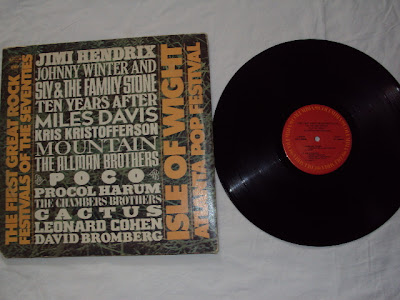 THE FIRST GREAT ROCK
FESTIVALS OF THE SEVENTIES
JIMI HENDRIX
JOHNNY WINTER AND
SLY & THE FAMILY STONE
TEN YEARS AFTER
MILES DAVIS
KRIS KRISTOFFERSON
MOUNTAIN
THE ALLMAN BROTHERS
POCO
PROCOL HARUM
THE CHAMBERS BROTHERS
CACTUS
LEONARD COHEN
DAVID BROMBERG
ISLE OF WIGHT
ATLANTA POP FESTIVAL